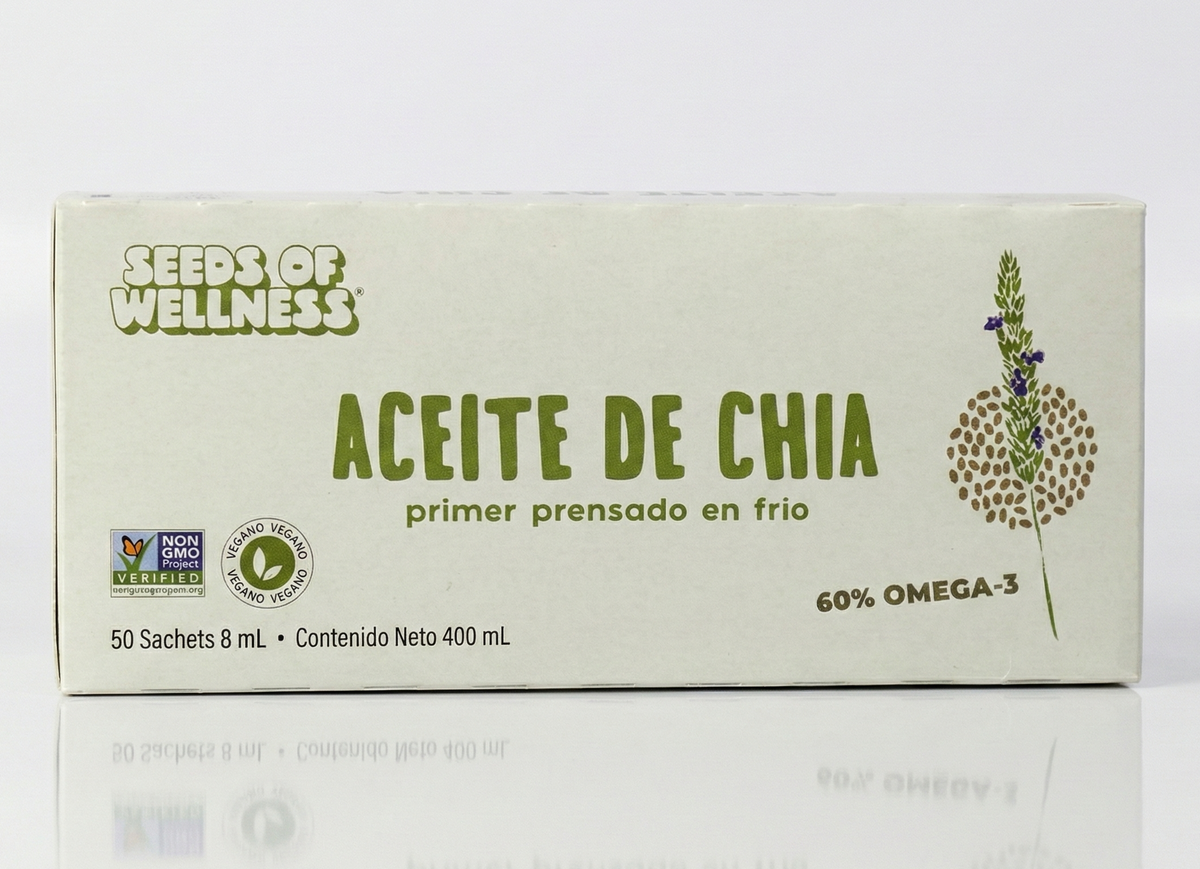 SEEDS OF
WELLNESS®
ACEITE DE CHIA
primer prensado en frio
NON
GMO
Project
VERIFIED
VEGANO VEGANO
VEGANO VEGANO
60% OMEGA-3
50 Sachets 8 mL • Contenido Neto 400 mL